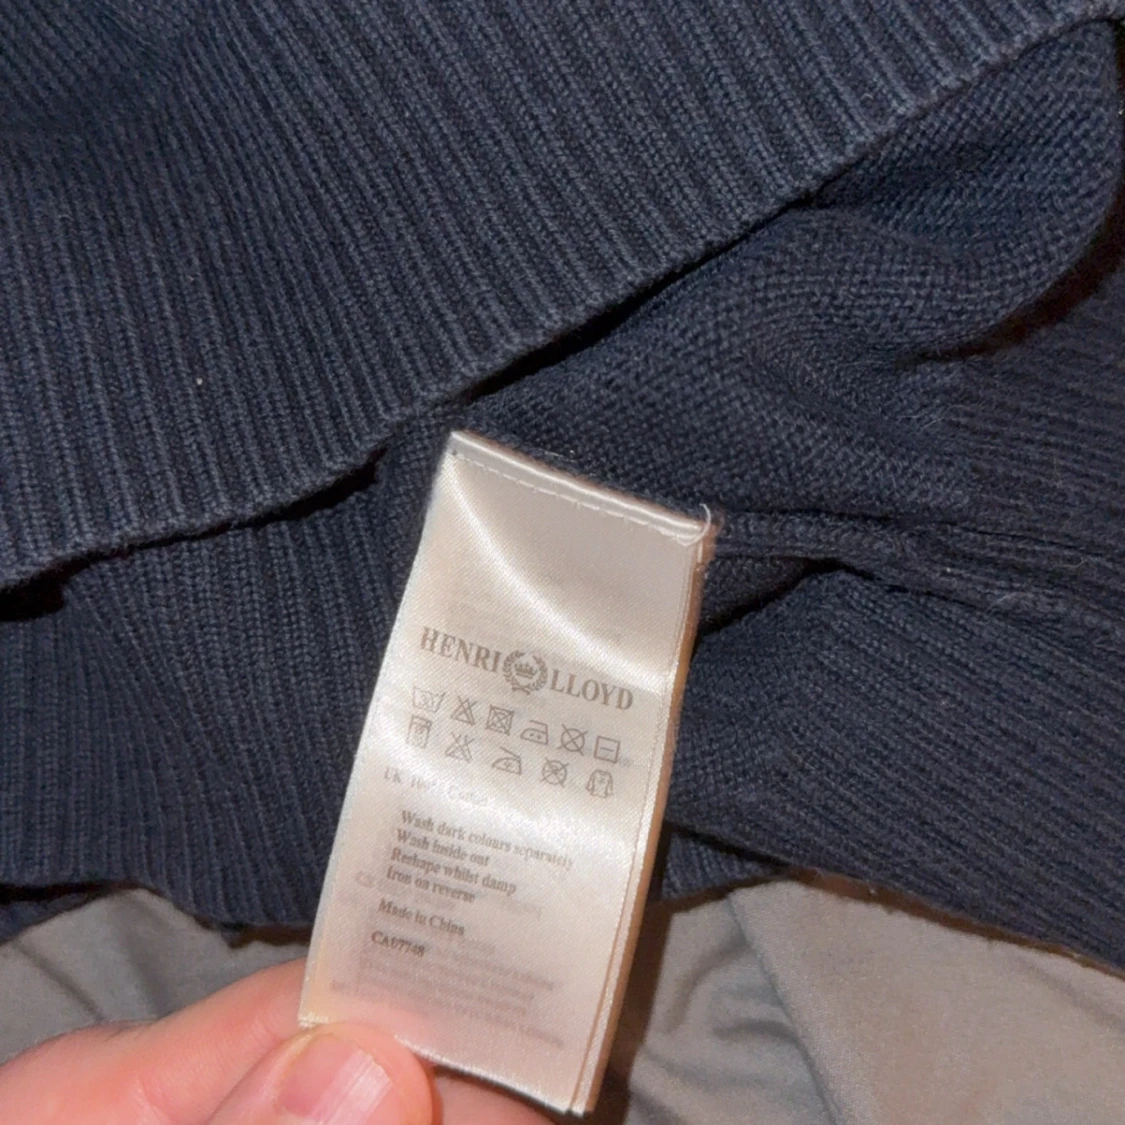 HENRI LLOYD
UK 100% Cotton
Wash dark colours separately
Wash inside out
Reshape whilst damp
Iron on reverse
Made in China
CA07748